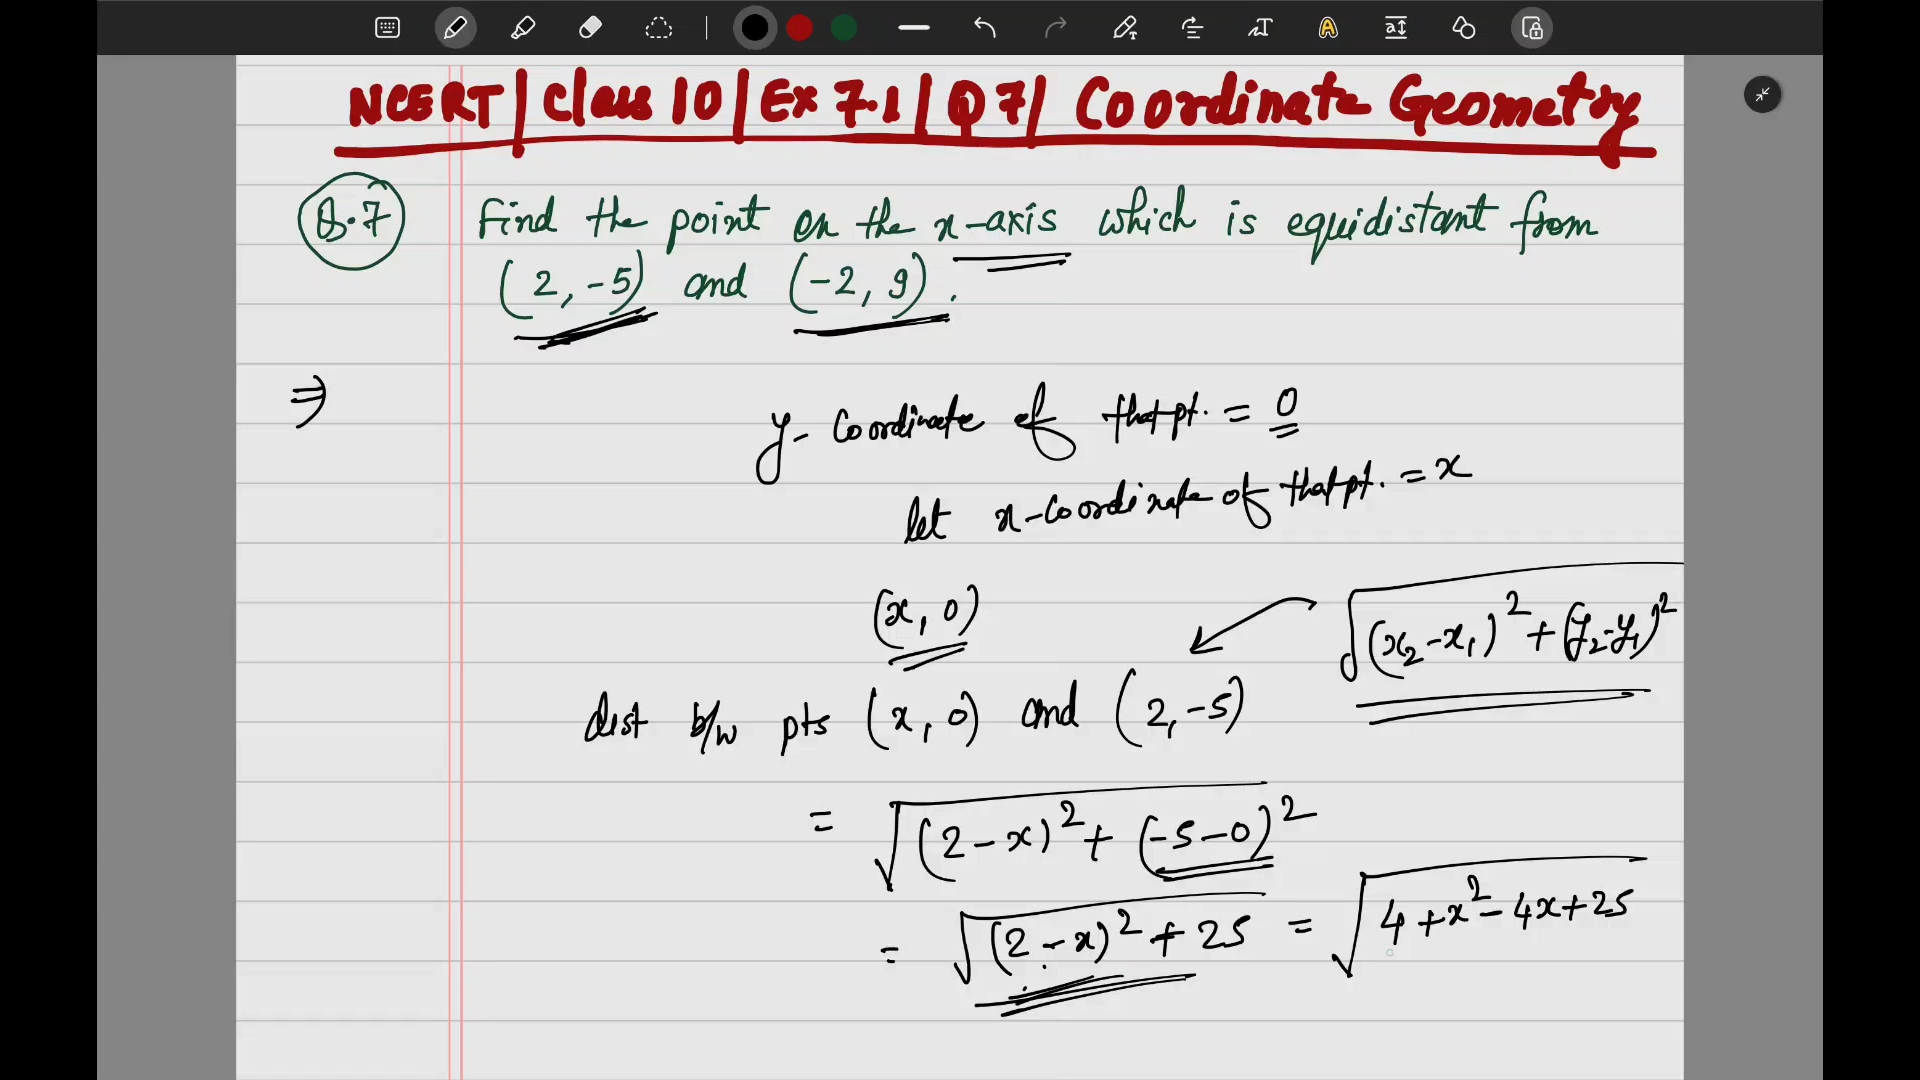 NCERT | Class 10 | Ex 7.1 | Q7 | Coordinate Geometry
Q.7 Find the point on the x-axis which is equidistant from
(2, -5) and (-2, 9).
⇒
y-coordinate of that pt. = 0
let x-coordinate of that pt. = x
(x, 0)
√(x₂-x₁)²+(y₂-y₁)²
dist b/w pts (x, 0) and (2, -5)
= √(2-x)²+(-5-0)²
= √(2-x)²+25 = √4+x²-4x+25